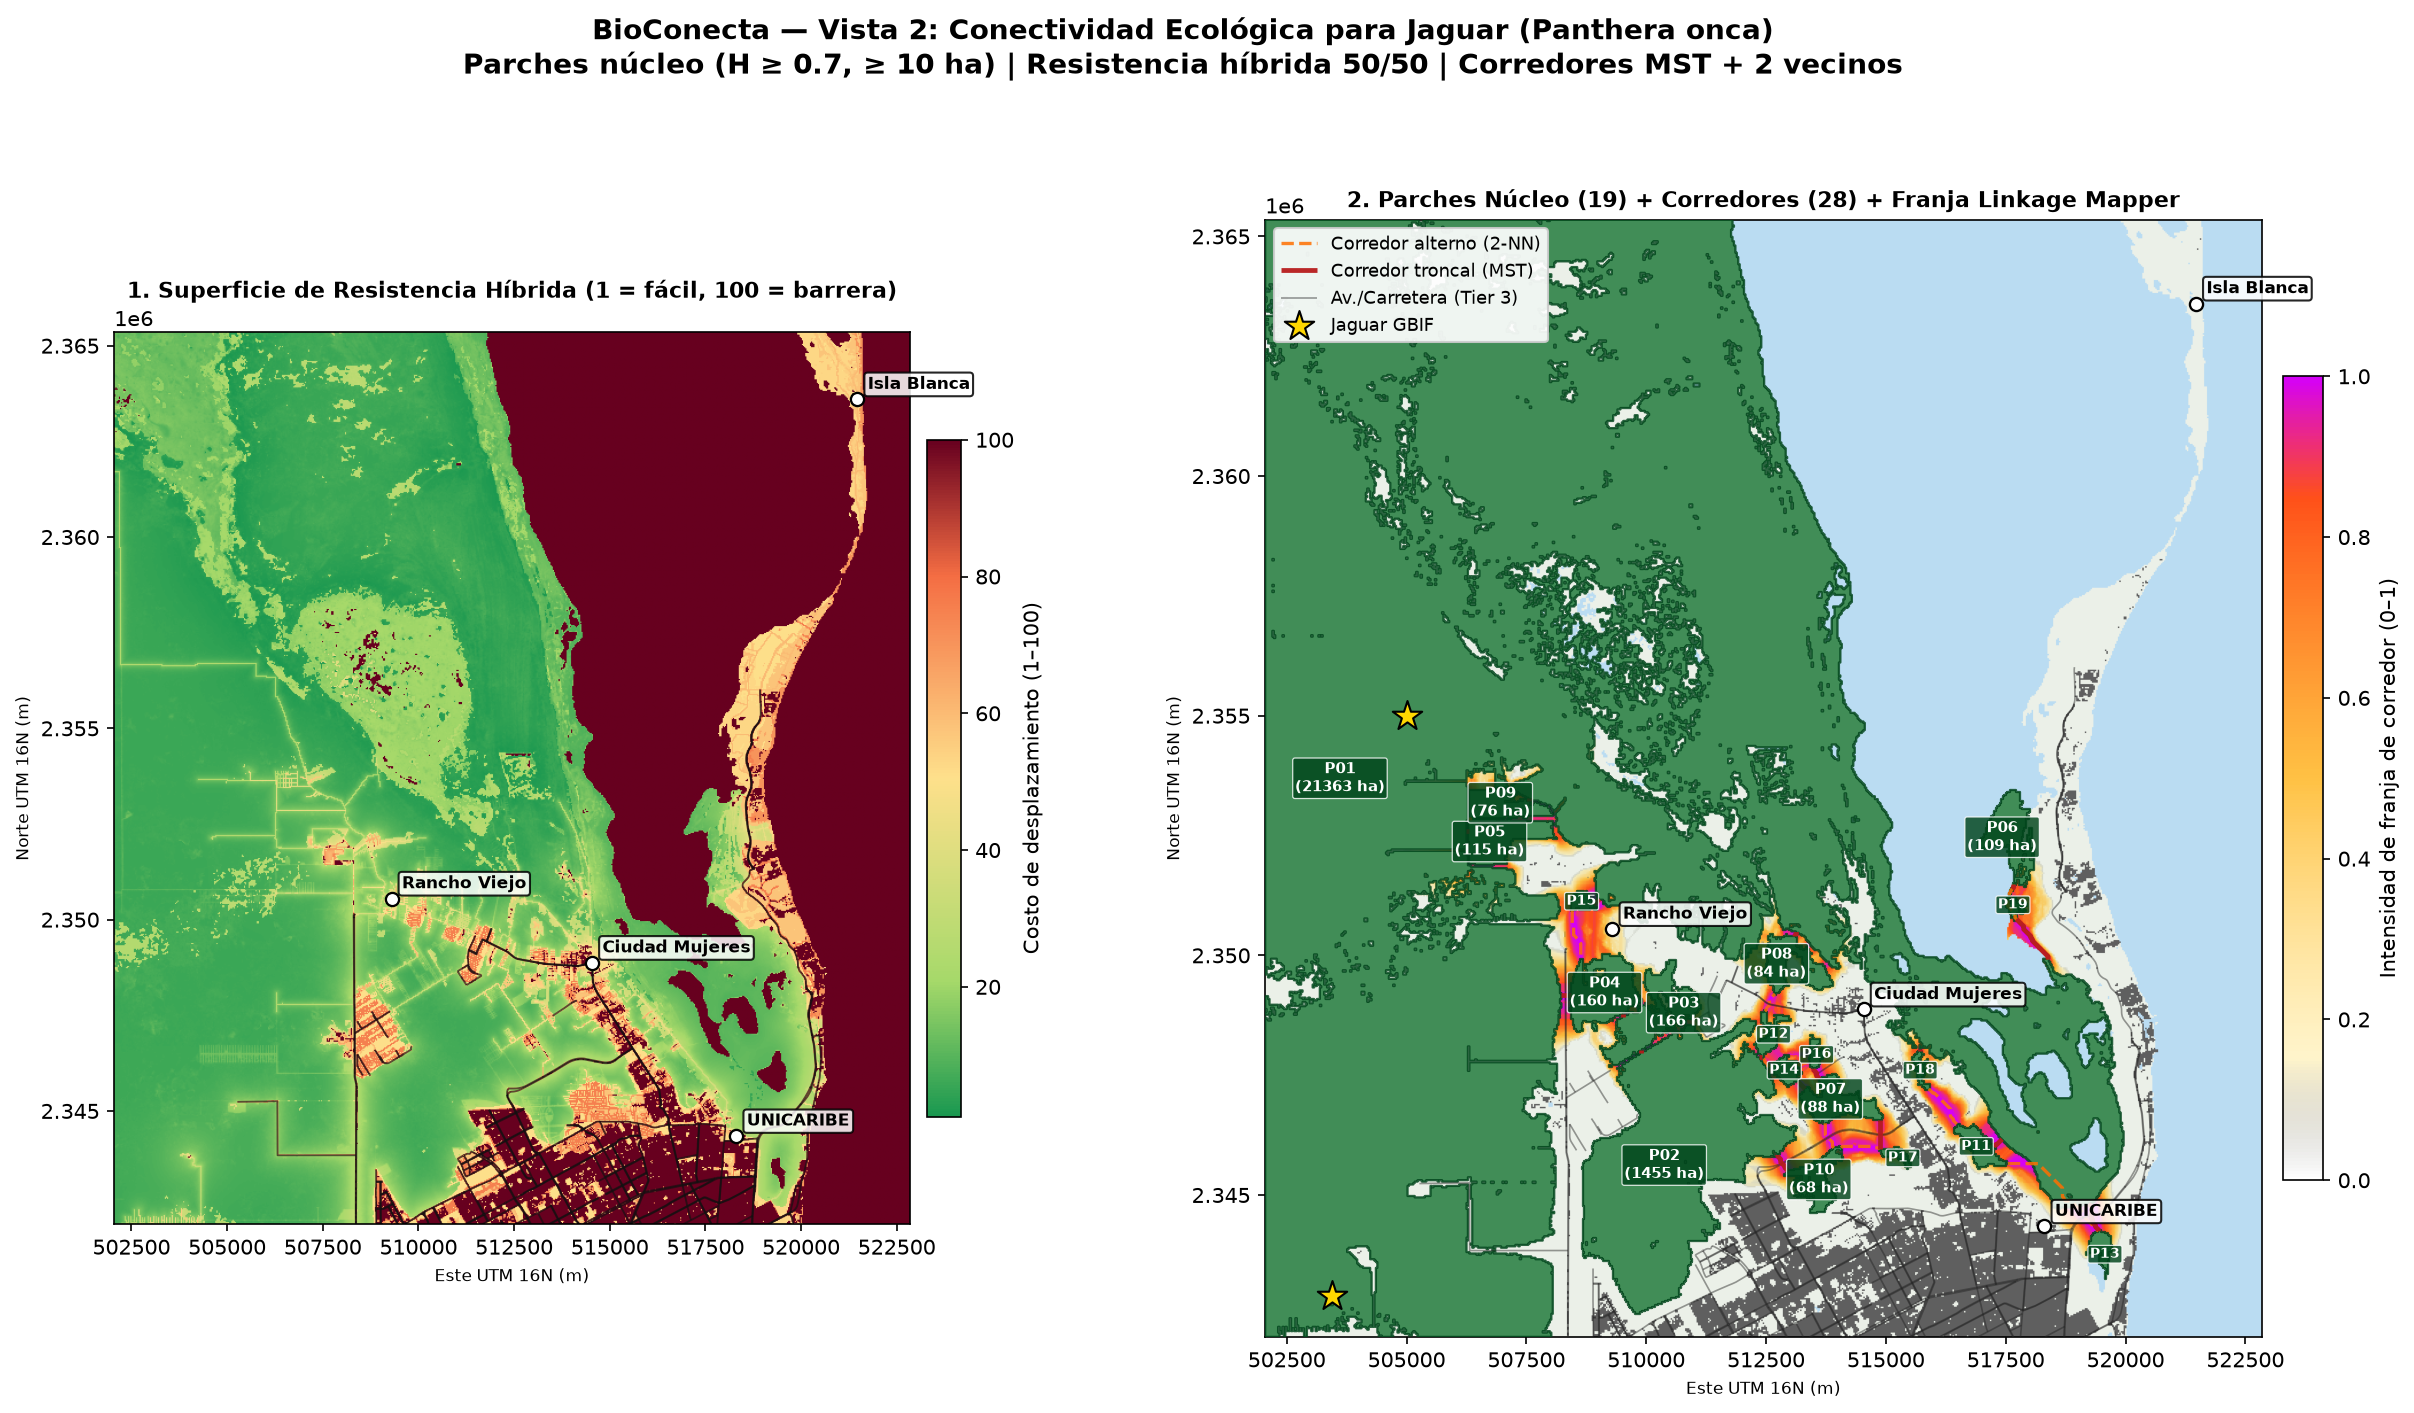 BioConecta — Vista 2: Conectividad Ecológica para Jaguar (Panthera onca)
Parches núcleo (H ≥ 0.7, ≥ 10 ha) | Resistencia híbrida 50/50 | Corredores MST + 2 vecinos
1. Superficie de Resistencia Híbrida (1 = fácil, 100 = barrera)
1e6
2.365
2.360
2.355
2.350
2.345
Norte UTM 16N (m)
Isla Blanca
Rancho Viejo
Ciudad Mujeres
UNICARIBE
502500
505000
507500
510000
512500
515000
517500
520000
522500
Este UTM 16N (m)
100
80
60
40
20
Costo de desplazamiento (1–100)
2. Parches Núcleo (19) + Corredores (28) + Franja Linkage Mapper
1e6
2.365
2.360
2.355
2.350
2.345
Norte UTM 16N (m)
Corredor alterno (2-NN)
Corredor troncal (MST)
Av./Carretera (Tier 3)
Jaguar GBIF
Isla Blanca
P01
(21363 ha)
P09
(76 ha)
P05
(115 ha)
P06
(109 ha)
P15
P19
Rancho Viejo
P08
(84 ha)
P04
(160 ha)
P03
(166 ha)
Ciudad Mujeres
P12
P16
P14
P18
P07
(88 ha)
P11
P17
P02
(1455 ha)
P10
(68 ha)
UNICARIBE
P13
502500
505000
507500
510000
512500
515000
517500
520000
522500
Este UTM 16N (m)
1.0
0.8
0.6
0.4
0.2
0.0
Intensidad de franja de corredor (0–1)